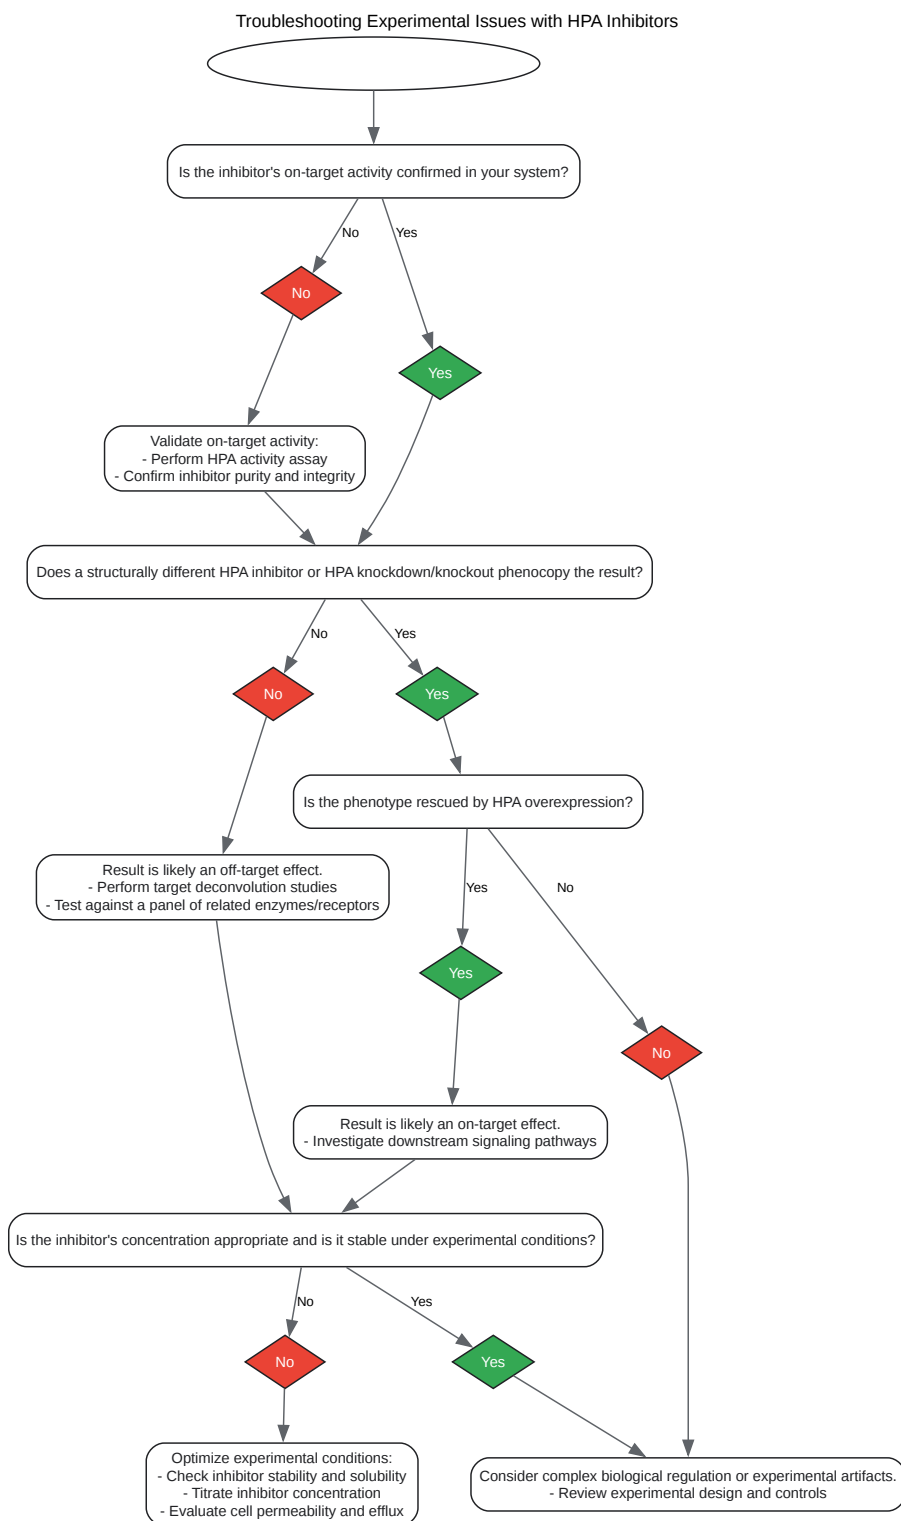 Troubleshooting Experimental Issues with HPA Inhibitors
Is the inhibitor's on-target activity confirmed in your system?
No
Yes
No
Yes
Validate on-target activity:
- Perform HPA activity assay
- Confirm inhibitor purity and integrity
Does a structurally different HPA inhibitor or HPA knockdown/knockout phenocopy the result?
No
Yes
No
Yes
Is the phenotype rescued by HPA overexpression?
Result is likely an off-target effect.
- Perform target deconvolution studies
- Test against a panel of related enzymes/receptors
Yes
No
Yes
No
Result is likely an on-target effect.
- Investigate downstream signaling pathways
Is the inhibitor's concentration appropriate and is it stable under experimental conditions?
No
Yes
No
Yes
Optimize experimental conditions:
- Check inhibitor stability and solubility
- Titrate inhibitor concentration
- Evaluate cell permeability and efflux
Consider complex biological regulation or experimental artifacts.
- Review experimental design and controls